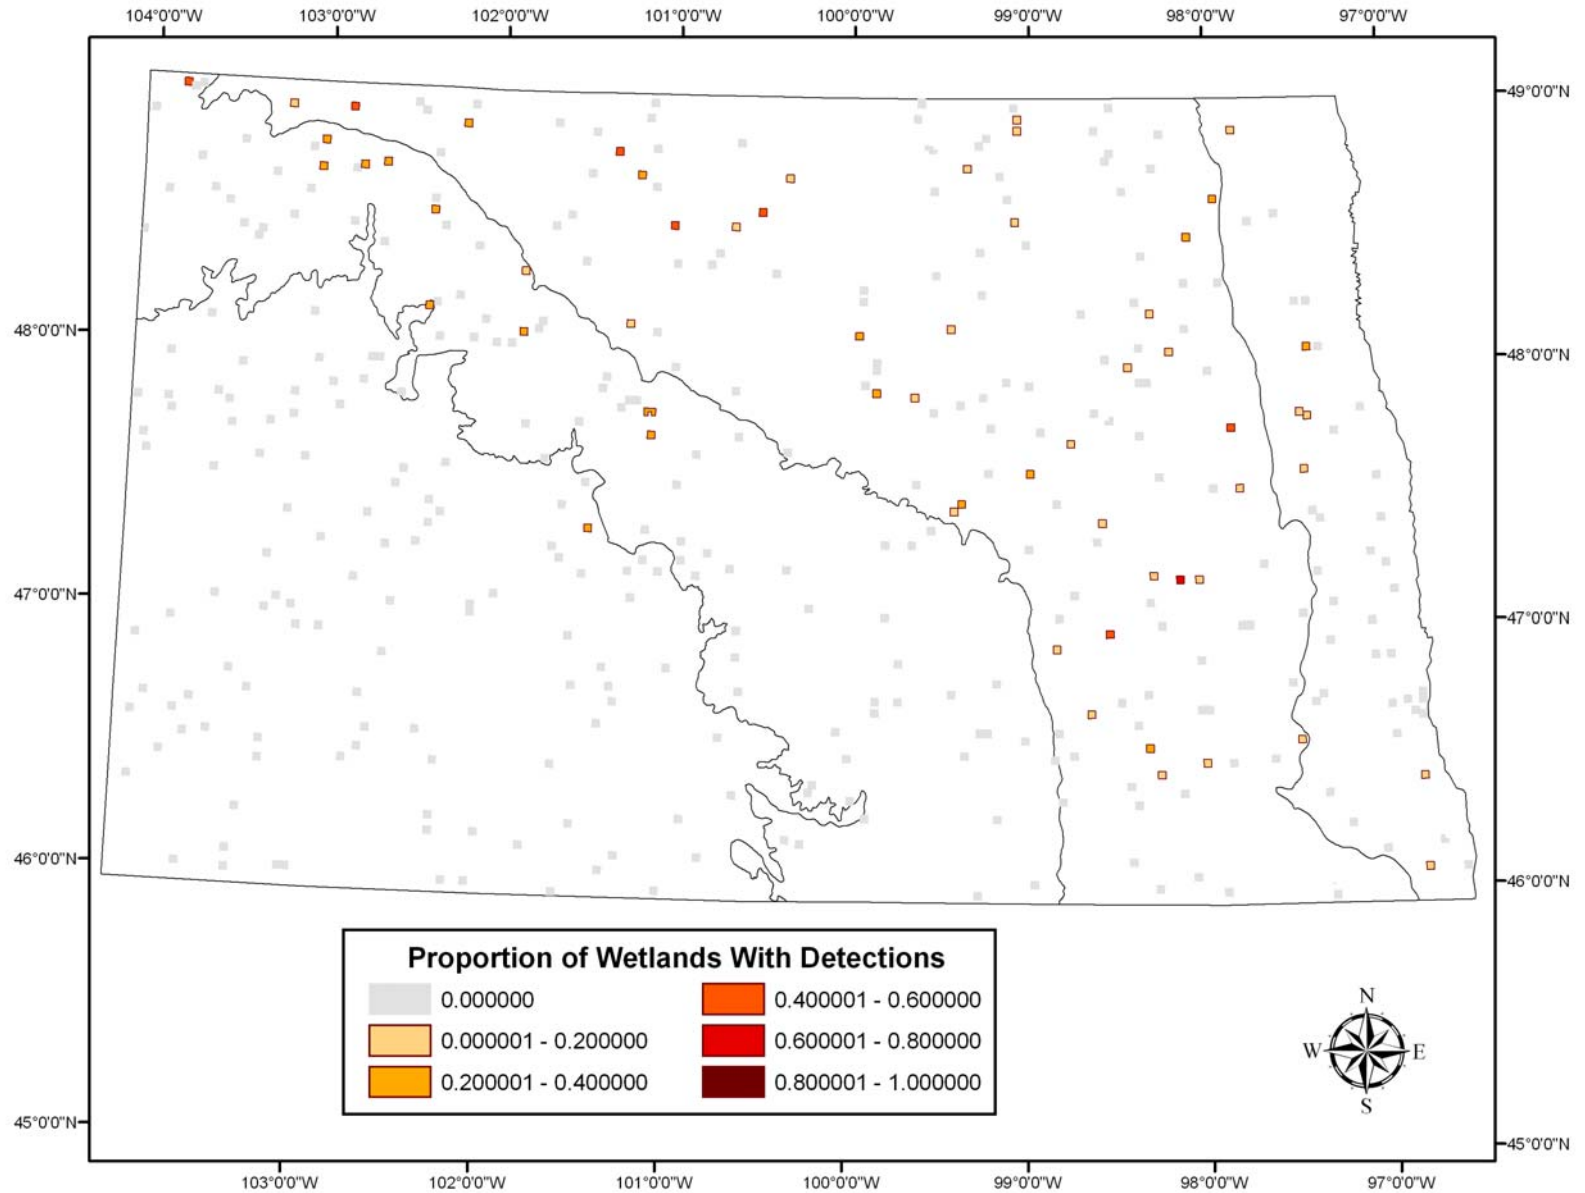 104°0'0"W 103°0'0"W 102°0'0"W 101°0'0"W 100°0'0"W 99°0'0"W 98°0'0"W 97°0'0"W
49°0'0"N
48°0'0"N
48°0'0"N
47°0'0"N
47°0'0"N
46°0'0"N
46°0'0"N
Proportion of Wetlands With Detections
0.000000
0.400001 - 0.600000
0.000001 - 0.200000
0.600001 - 0.800000
0.200001 - 0.400000
0.800001 - 1.000000
N
W E
S
45°0'0"N
45°0'0"N
103°0'0"W 102°0'0"W 101°0'0"W 100°0'0"W 99°0'0"W 98°0'0"W 97°0'0"W